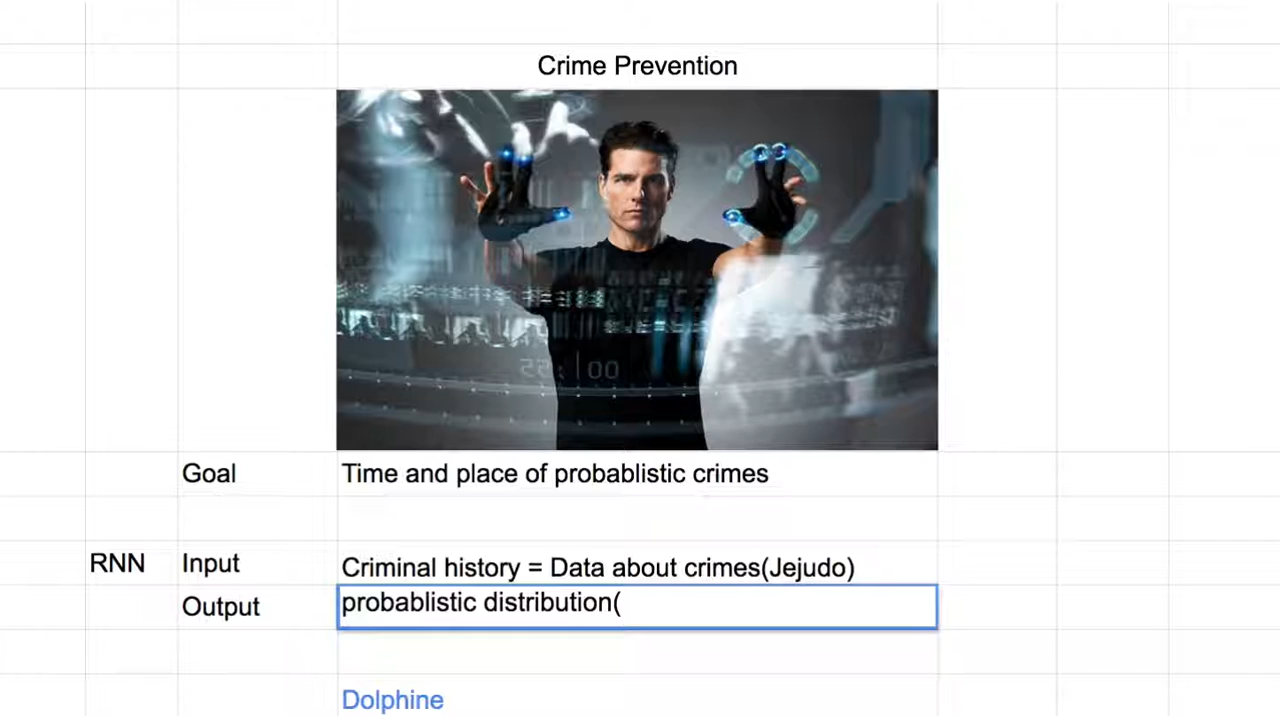 Crime Prevention
Goal
Time and place of probablistic crimes
RNN
Input
Criminal history = Data about crimes(Jejudo)
Output
probablistic distribution(
Dolphine